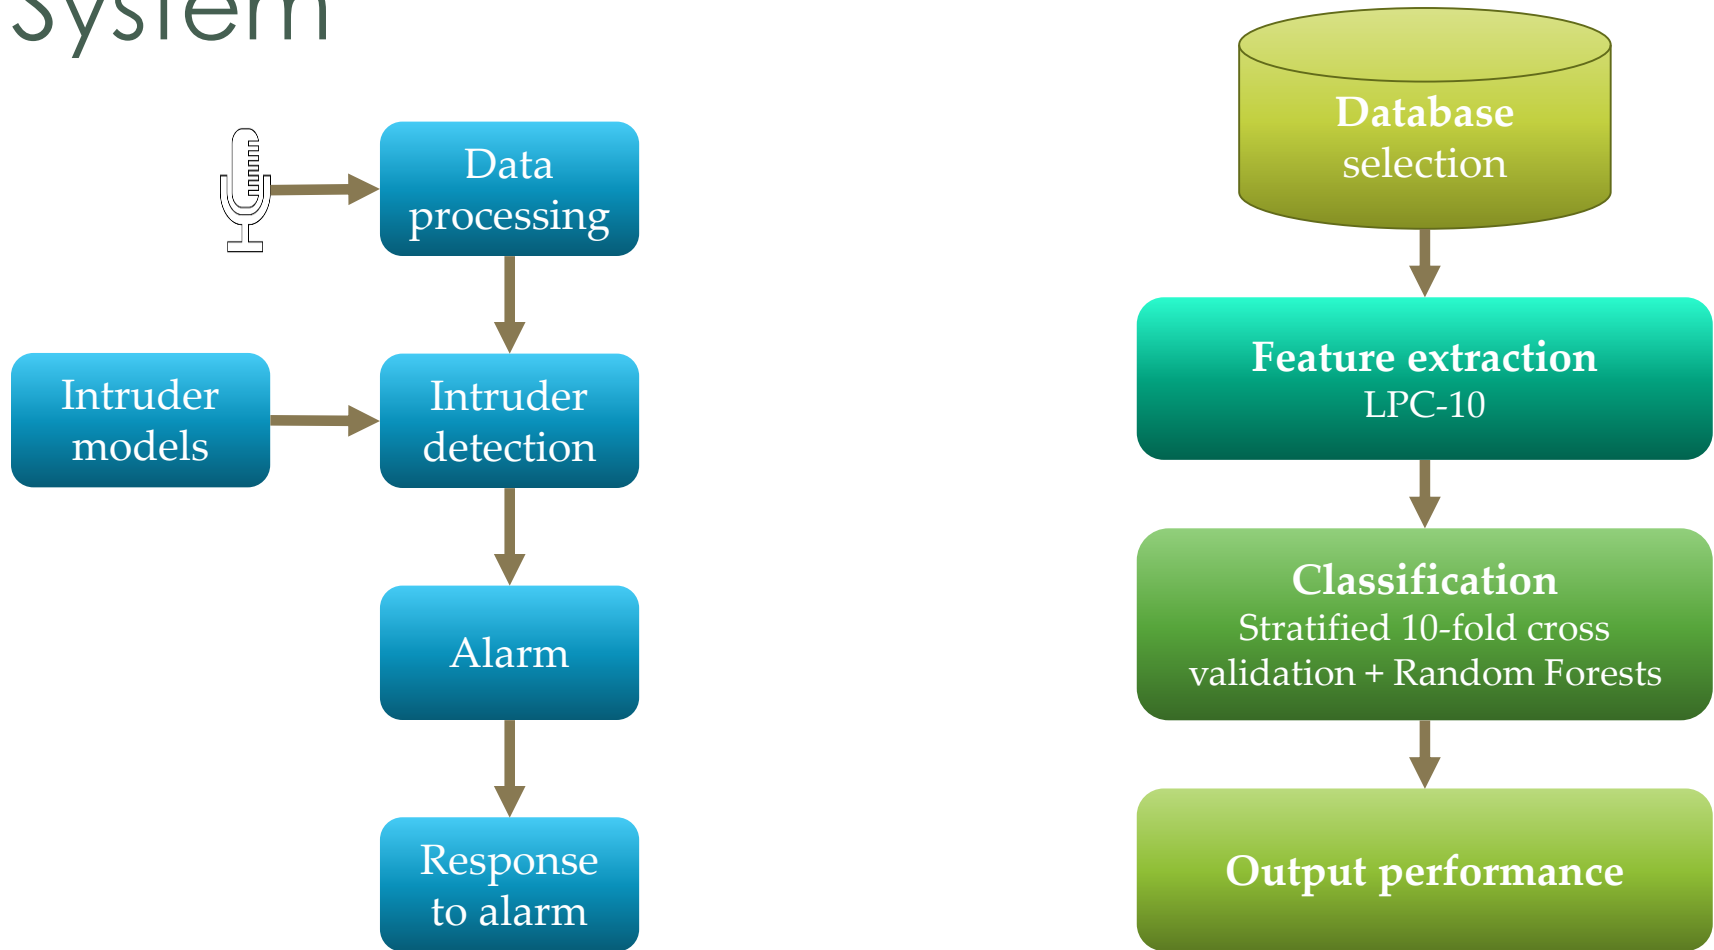 System
Data
processing
Intruder
models
Intruder
detection
Alarm
Response
to alarm
Database
selection
Feature extraction
LPC-10
Classification
Stratified 10-fold cross
validation + Random Forests
Output performance